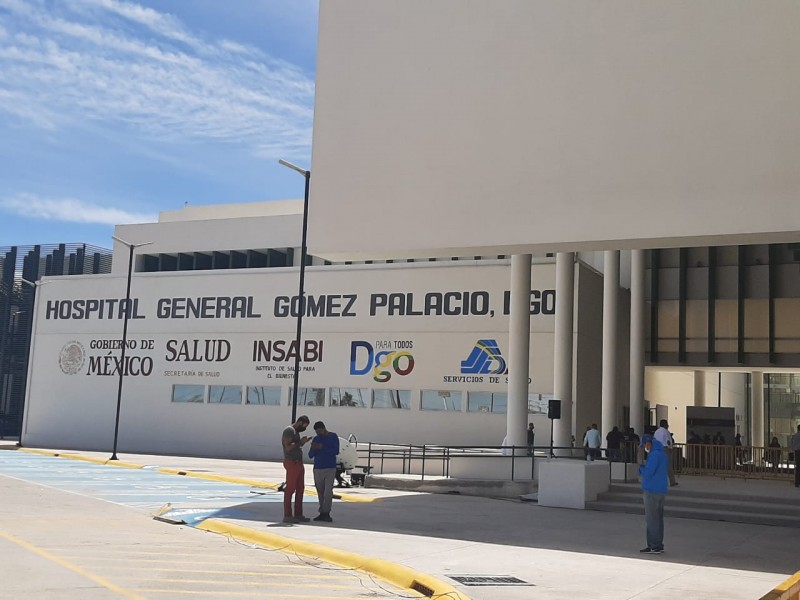 HOSPITAL GENERAL GÓMEZ PALACIO, DGO
GOBIERNO DE
MÉXICO
SALUD
SECRETARÍA DE SALUD
INSABI
INSTITUTO DE SALUD PARA
EL BIENESTAR
PARA TODOS
Dgo
SERVICIOS DE